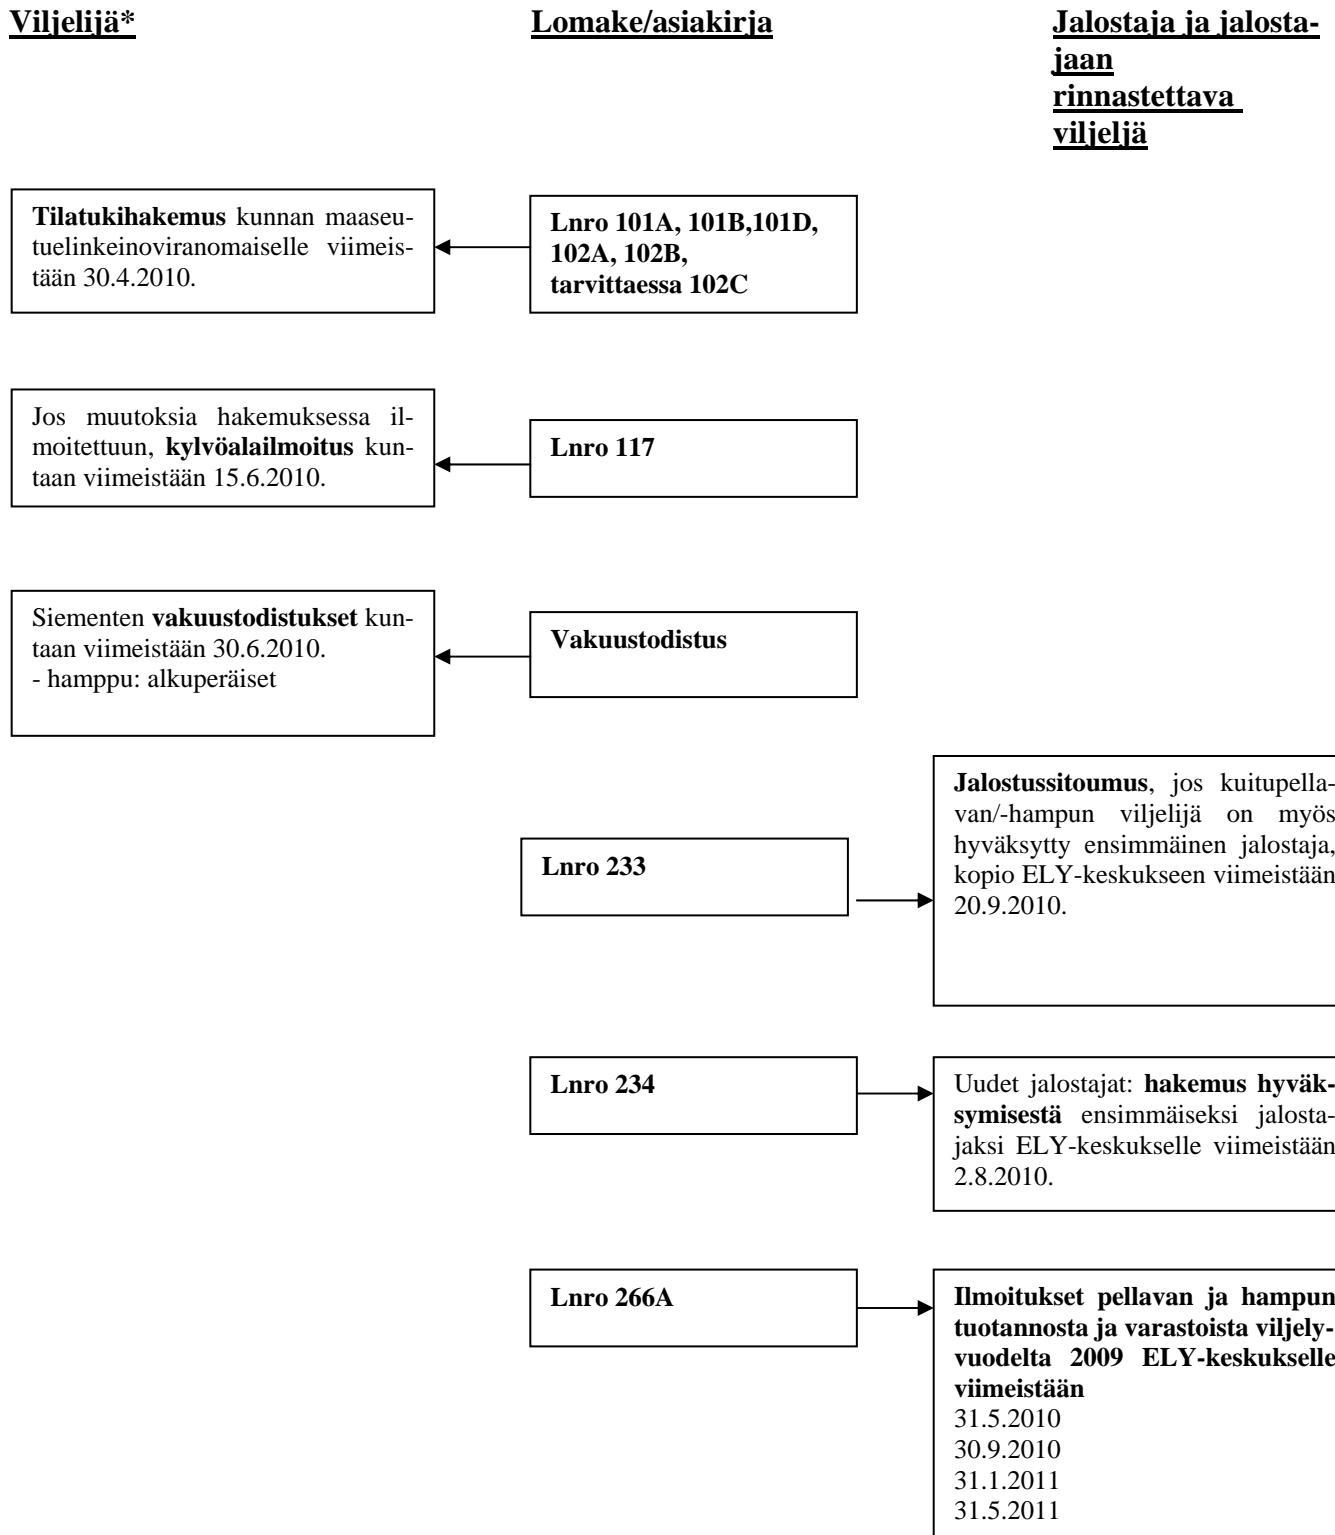 Viljelijä*
Lomake/asiakirja
Jalostaja ja jalosta-
jaan
rinnastettava
viljeljä
Tilatukihakemus kunnan maaseu-
tuelinkeinoviranomaiselle viimeis-
tään 30.4.2010.
Lnro 101A, 101B,101D,
102A, 102B,
tarvittaessa 102C
Jos muutoksia hakemuksessa il-
moitettuun, kylvöalailmoitus kun-
taan viimeistään 15.6.2010.
Lnro 117
Siementen vakuustodistukset kun-
taan viimeistään 30.6.2010.
- hamppu: alkuperäiset
Vakuustodistus
Lnro 233
Jalostussitoumus, jos kuitupella-
van/-hampun viljelijä on myös
hyväksytty ensimmäinen jalostaja,
kopio ELY-keskukseen viimeistään
20.9.2010.
Lnro 234
Uudet jalostajat: hakemus hyväk-
symisestä ensimmäiseksi jalosta-
jaksi ELY-keskukselle viimeistään
2.8.2010.
Lnro 266A
Ilmoitukset pellavan ja hampun
tuotannosta ja varastoista viljely-
vuodelta 2009 ELY-keskukselle
viimeistään
31.5.2010
30.9.2010
31.1.2011
31.5.2011